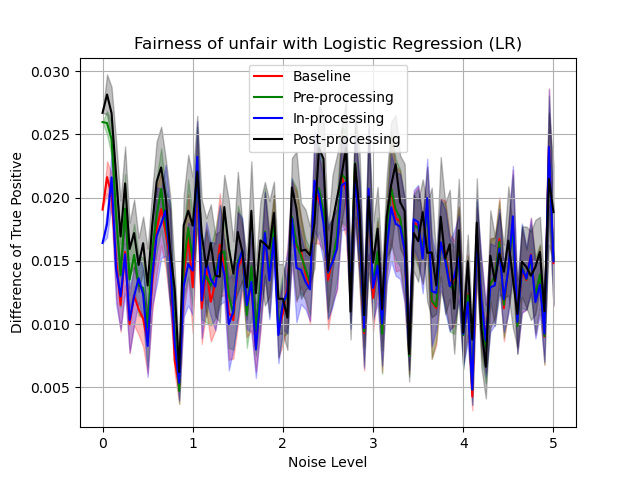 Fairness of unfair with Logistic Regression (LR)
Baseline
Pre-processing
In-processing
Post-processing
Difference of True Positive
0.030
0.025
0.020
0.015
0.010
0.005
0
1
2
3
4
5
Noise Level